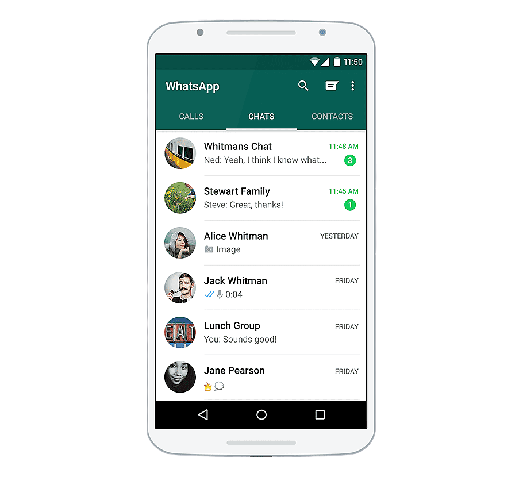 11:50
WhatsApp
CALLS CHATS CONTACTS
Whitmans Chat 11:48 AM
Ned: Yeah, I think I know what... 3
Stewart Family 11:45 AM
Steve: Great, thanks! 1
Alice Whitman YESTERDAY
Image
Jack Whitman FRIDAY
0:04
Lunch Group FRIDAY
You: Sounds good!
Jane Pearson FRIDAY